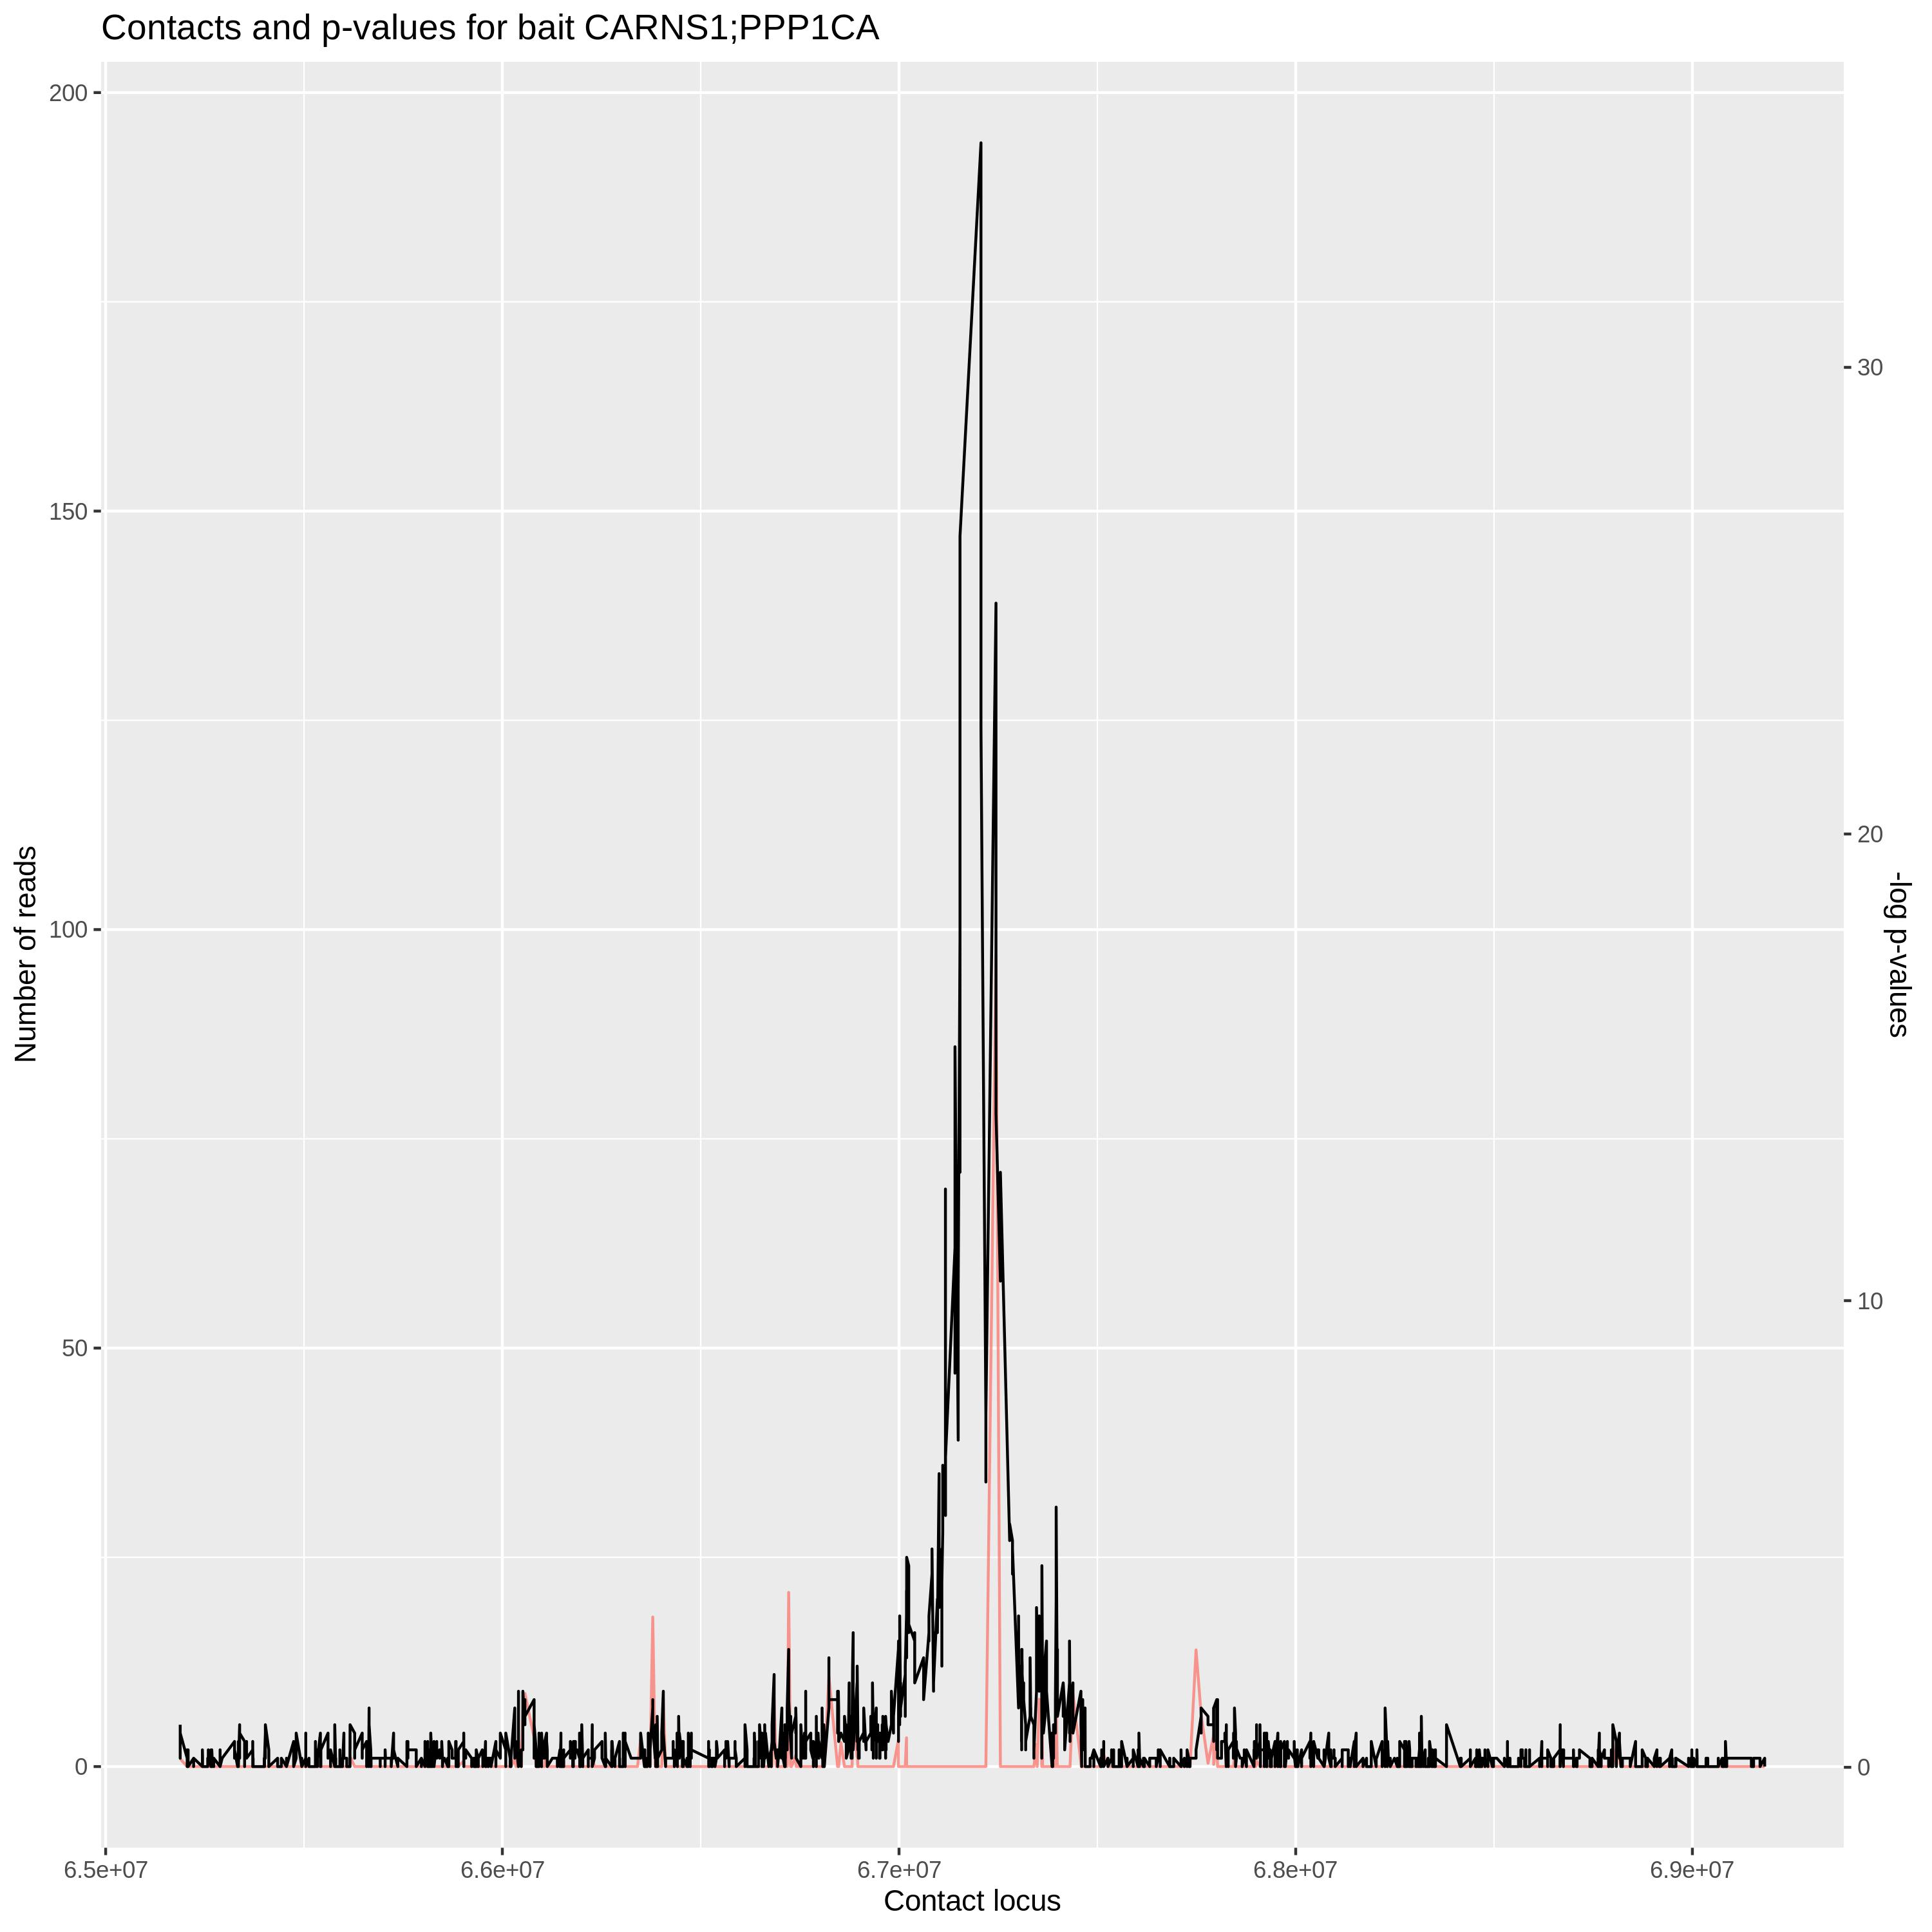 Contacts and p-values for bait CARNS1;PPP1CA
200
150
100
50
0
30
20
10
0
Number of reads
-log p-values
6.5e+07
6.6e+07
6.7e+07
6.8e+07
6.9e+07
Contact locus